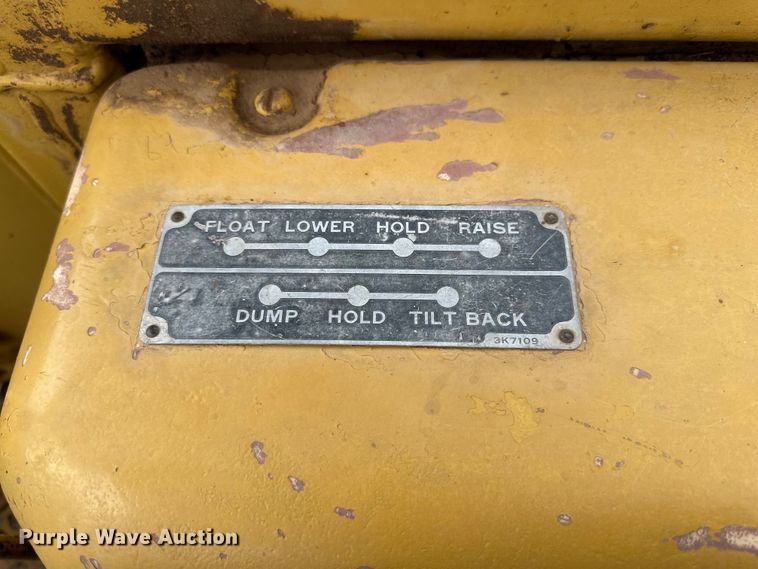 FLOAT LOWER HOLD RAISE
DUMP HOLD TILT BACK
3K7109
Purple Wave Auction